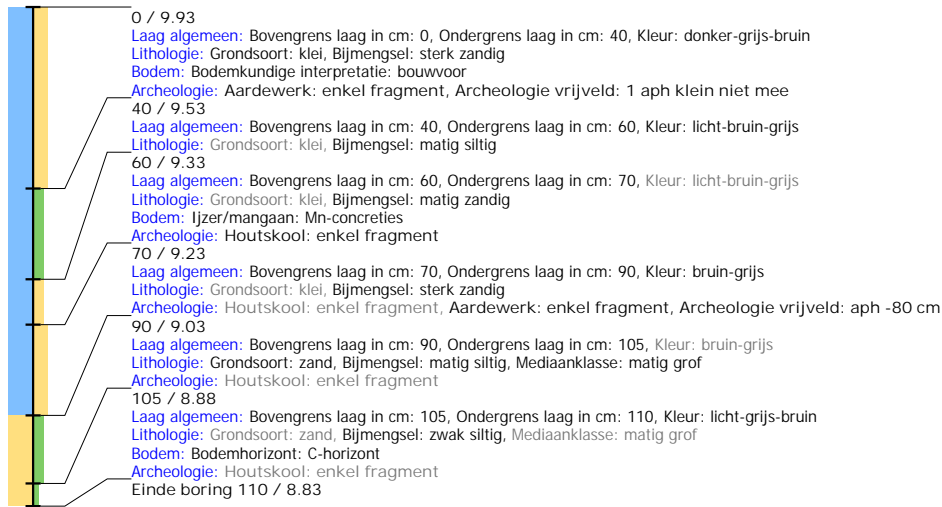 0 / 9.93
Laag algemeen: Bovengrens laag in cm: 0, Ondergrens laag in cm: 40, Kleur: donker-grijs-bruin
Lithologie: Grondsoort: klei, Bijmengsel: sterk zandig
Bodem: Bodemkundige interpretatie: bouwvoor
Archeologie: Aardewerk: enkel fragment, Archeologie vrijveld: 1 aph klein niet mee
40 / 9.53
Laag algemeen: Bovengrens laag in cm: 40, Ondergrens laag in cm: 60, Kleur: licht-bruin-grijs
Lithologie: Grondsoort: klei, Bijmengsel: matig siltig
60 / 9.33
Laag algemeen: Bovengrens laag in cm: 60, Ondergrens laag in cm: 70, Kleur: licht-bruin-grijs
Lithologie: Grondsoort: klei, Bijmengsel: matig zandig
Bodem: Ijzer/mangaan: Mn-concreties
Archeologie: Houtskool: enkel fragment
70 / 9.23
Laag algemeen: Bovengrens laag in cm: 70, Ondergrens laag in cm: 90, Kleur: bruin-grijs
Lithologie: Grondsoort: klei, Bijmengsel: sterk zandig
Archeologie: Houtskool: enkel fragment, Aardewerk: enkel fragment, Archeologie vrijveld: aph -80 cm
90 / 9.03
Laag algemeen: Bovengrens laag in cm: 90, Ondergrens laag in cm: 105, Kleur: bruin-grijs
Lithologie: Grondsoort: zand, Bijmengsel: matig siltig, Mediaanklasse: matig grof
Archeologie: Houtskool: enkel fragment
105 / 8.88
Laag algemeen: Bovengrens laag in cm: 105, Ondergrens laag in cm: 110, Kleur: licht-grijs-bruin
Lithologie: Grondsoort: zand, Bijmengsel: zwak siltig, Mediaanklasse: matig grof
Bodem: Bodemhorizont: C-horizont
Archeologie: Houtskool: enkel fragment
Einde boring 110 / 8.83